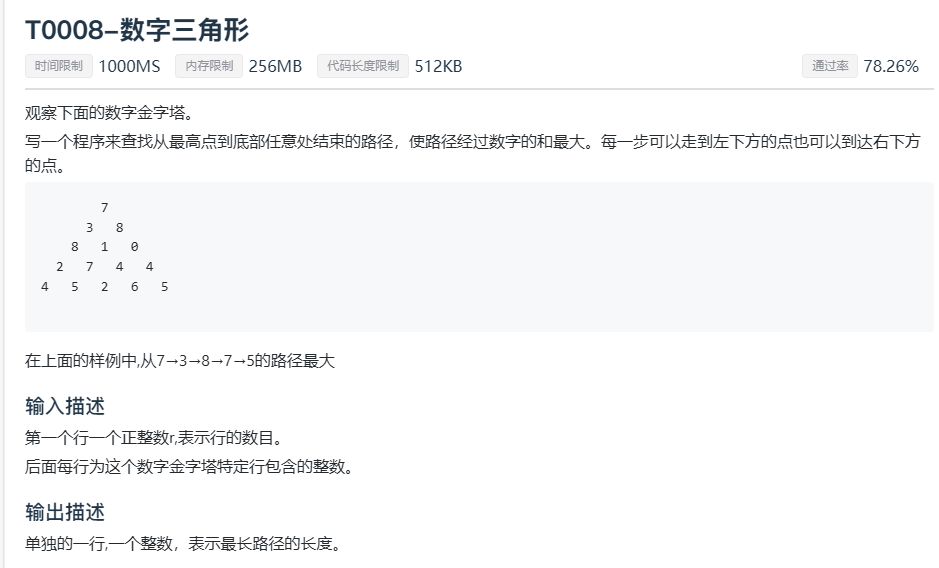 T0008-数字三角形
时间限制 1000MS 内存限制 256MB 代码长度限制 512KB 通过率 78.26%
观察下面的数字金字塔。
写一个程序来查找从最高点到底部任意处结束的路径，使路径经过数字的和最大。每一步可以走到左下方的点也可以到达右下方
的点。
7
3 8
8 1 0
2 7 4 4
4 5 2 6 5
在上面的样例中,从7→3→8→7→5的路径最大
输入描述
第一个行一个正整数r,表示行的数目。
后面每行为这个数字金字塔特定行包含的整数。
输出描述
单独的一行,一个整数，表示最长路径的长度。